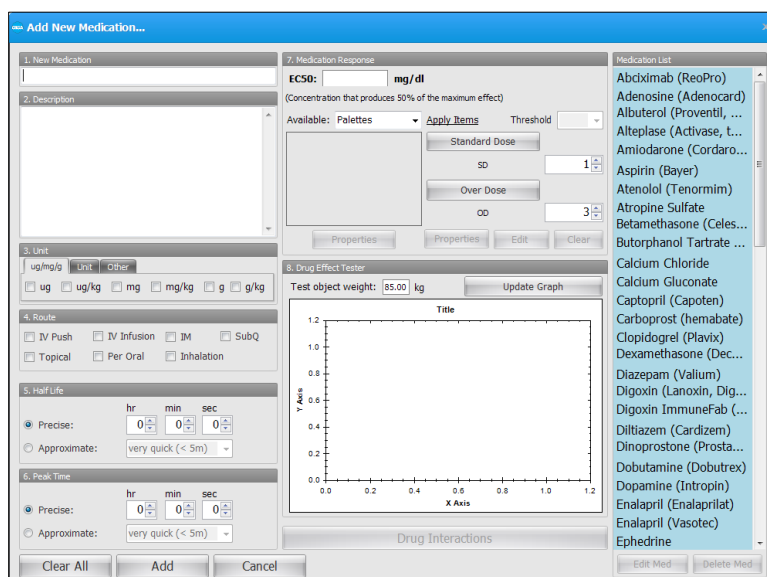 Add New Medication...
1. New Medication
2. Description
3. Unit
ug/mg/g Unit Other
ug ug/kg mg mg/kg g g/kg
4. Route
IV Push IV Infusion IM SubQ
Topical Per Oral Inhalation
5. Half Life
hr min sec
Precise: 0 0 0
Approximate: very quick (< 5m)
6. Peak Time
hr min sec
Precise: 0 0 0
Approximate: very quick (< 5m)
Clear All Add Cancel
7. Medication Response
EC50: mg/dl
(Concentration that produces 50% of the maximum effect)
Available: Palettes Apply Items Threshold
Standard Dose
SD 1
Over Dose
OD 3
Properties Properties Edit Clear
8. Drug Effect Tester
Test object weight: 85.00 kg Update Graph
Title
1.2
1.0
0.8
0.6
0.4
0.2
0.0
Y Axis
0.0 0.2 0.4 0.6 0.8 1.0 1.2
X Axis
Drug Interactions
Medication List
Abciximab (ReoPro)
Adenosine (Adenocard)
Albuterol (Proventil, ...
Alteplase (Activase, t...
Amiodarone (Cordaro...
Aspirin (Bayer)
Atenolol (Tenormim)
Atropine Sulfate
Betamethasone (Celes...
Butorphanol Tartrate ...
Calcium Chloride
Calcium Gluconate
Captopril (Capoten)
Carboprost (hemabate)
Clopidogrel (Plavix)
Dexamethasone (Dec...
Diazepam (Valium)
Digoxin (Lanoxin, Dig...
Digoxin ImmuneFab (...
Diltiazem (Cardizem)
Dinoprostone (Prosta...
Dobutamine (Dobutrex)
Dopamine (Intropin)
Enalapril (Enalaprilat)
Enalapril (Vasotec)
Ephedrine
Edit Med Delete Med